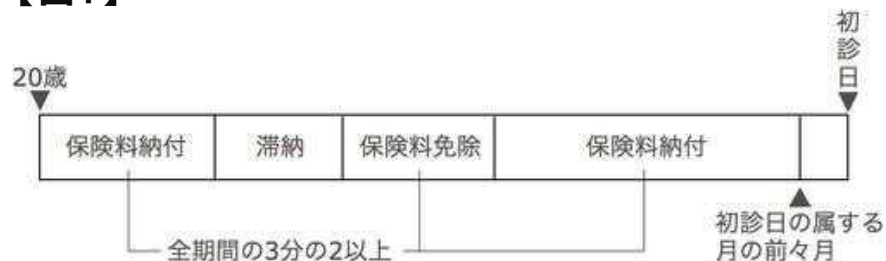 初診日
20歳
保険料納付
滞納
保険料免除
保険料納付
全期間の3分の2以上
初診日の属する
月の前々月